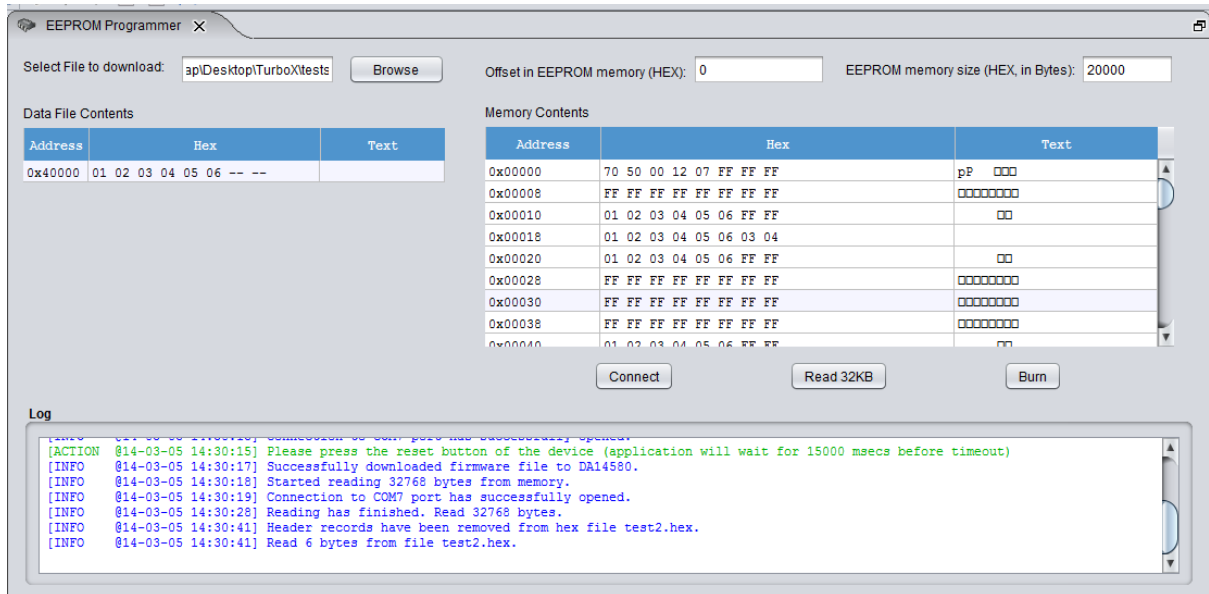 EEPROM Programmer X
Select File to download: ap\Desktop\TurboX\tests Browse Offset in EEPROM memory (HEX): 0 EEPROM memory size (HEX, in Bytes): 20000
Data File Contents Memory Contents
Address Hex Text Address Hex Text
0x40000 01 02 03 04 05 06 -- -- 0x00000 70 50 00 12 07 FF FF FF pP □□□
0x00008 FF FF FF FF FF FF FF FF □□□□□□□□
0x00010 01 02 03 04 05 06 FF FF □□
0x00018 01 02 03 04 05 06 03 04
0x00020 01 02 03 04 05 06 FF FF □□
0x00028 FF FF FF FF FF FF FF FF □□□□□□□□
0x00030 FF FF FF FF FF FF FF FF □□□□□□□□
0x00038 FF FF FF FF FF FF FF FF □□□□□□□□
0x00040 01 02 03 04 05 06 FF FF □□
Connect Read 32KB Burn
Log
[ACTION @14-03-05 14:30:15] Please press the reset button of the device (application will wait for 15000 msecs before timeout)
[INFO @14-03-05 14:30:17] Successfully downloaded firmware file to DA14580.
[INFO @14-03-05 14:30:18] Started reading 32768 bytes from memory.
[INFO @14-03-05 14:30:19] Connection to COM7 port has successfully opened.
[INFO @14-03-05 14:30:28] Reading has finished. Read 32768 bytes.
[INFO @14-03-05 14:30:41] Header records have been removed from hex file test2.hex.
[INFO @14-03-05 14:30:41] Read 6 bytes from file test2.hex.